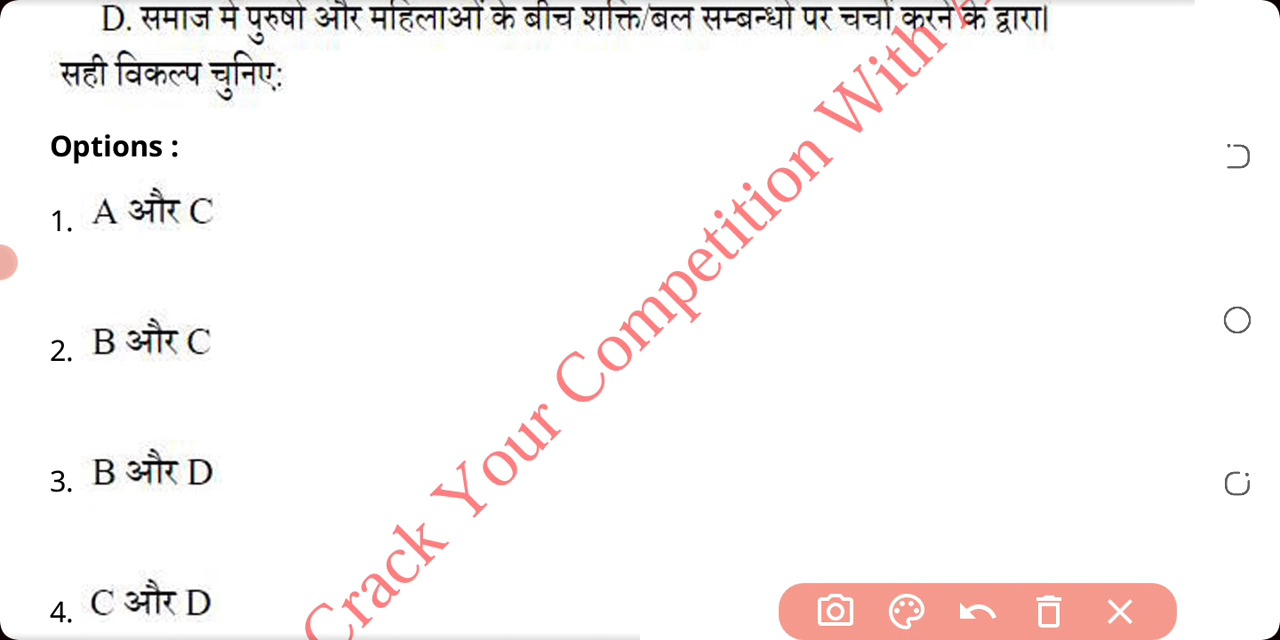 D. समाज में पुरुषों और महिलाओं के बीच शक्ति/बल सम्बन्धों पर चर्चा करने के द्वारा।
सही विकल्प चुनिए:
Options :
1. A और C
2. B और C
3. B और D
4. C और D
Crack Your Competition With